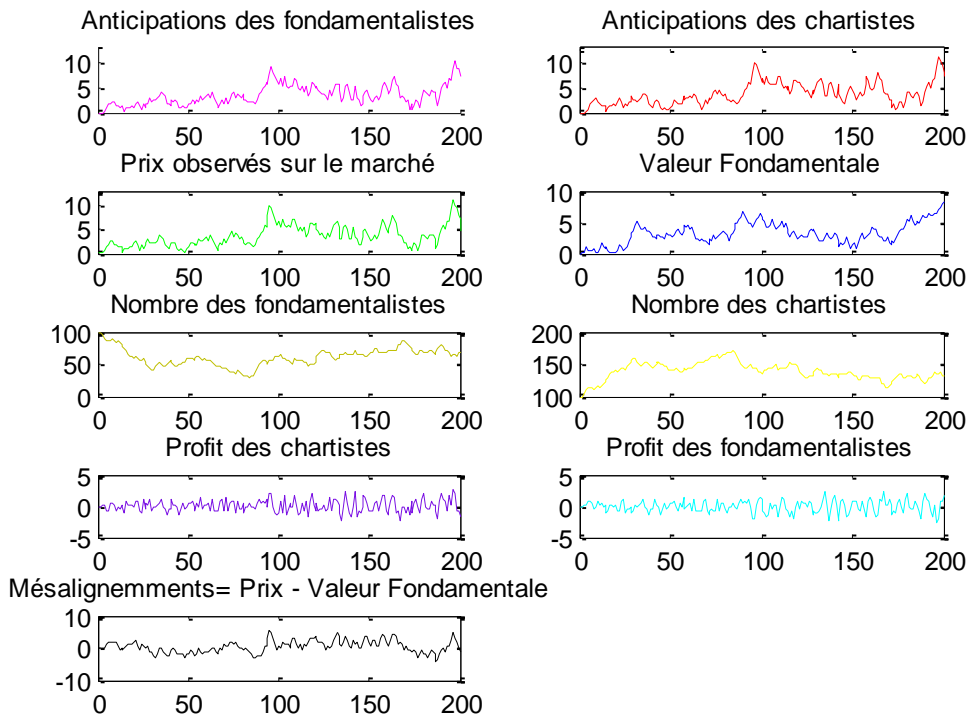 Anticipations des fondamentalistes
10
5
0
0 50 100 150 200
Anticipations des chartistes
10
5
0
0 50 100 150 200
Prix observés sur le marché
10
5
0
0 50 100 150 200
Valeur Fondamentale
10
5
0
0 50 100 150 200
Nombre des fondamentalistes
100
50
0
0 50 100 150 200
Nombre des chartistes
200
150
100
0 50 100 150 200
Profit des chartistes
5
0
-5
0 50 100 150 200
Profit des fondamentalistes
5
0
-5
0 50 100 150 200
Mésalignemments= Prix - Valeur Fondamentale
10
0
-10
0 50 100 150 200